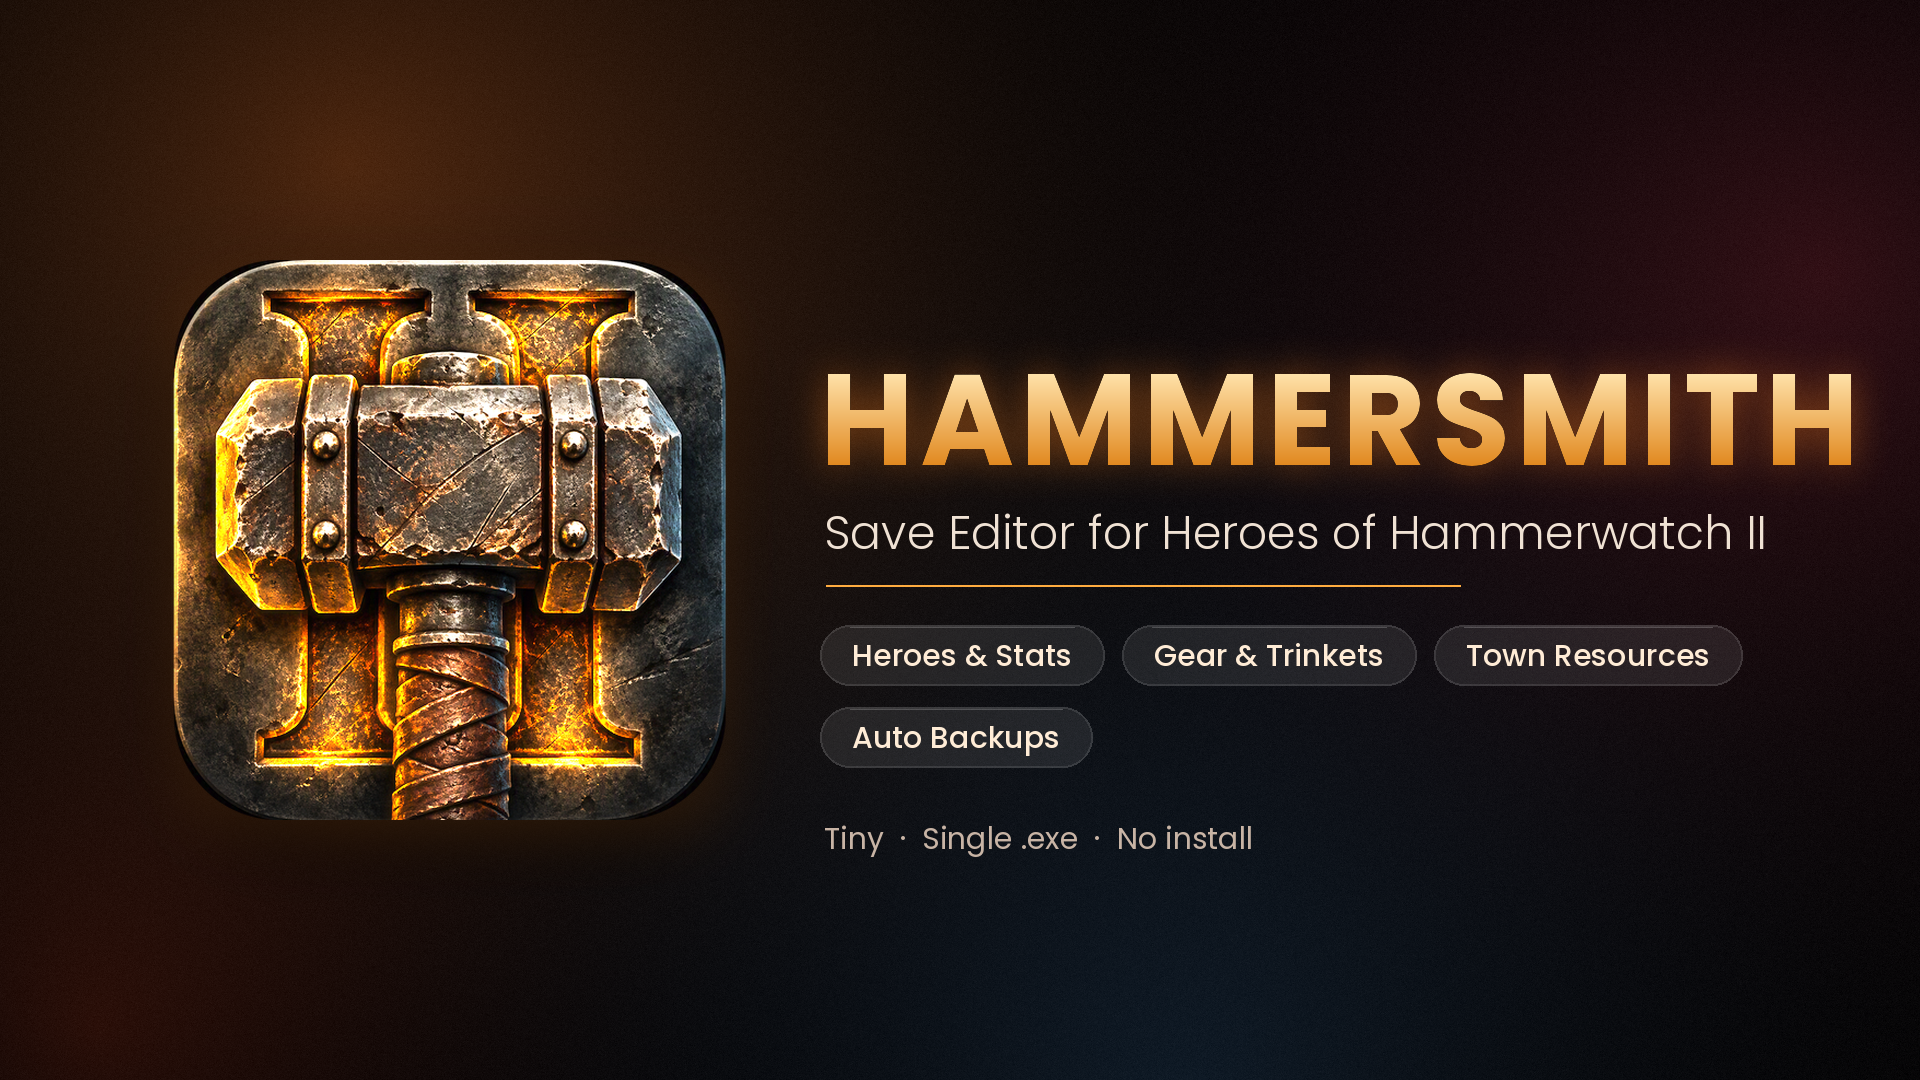 II
HAMMERSMITH
Save Editor for Heroes of Hammerwatch II
Heroes & Stats
Gear & Trinkets
Town Resources
Auto Backups
Tiny · Single .exe · No install